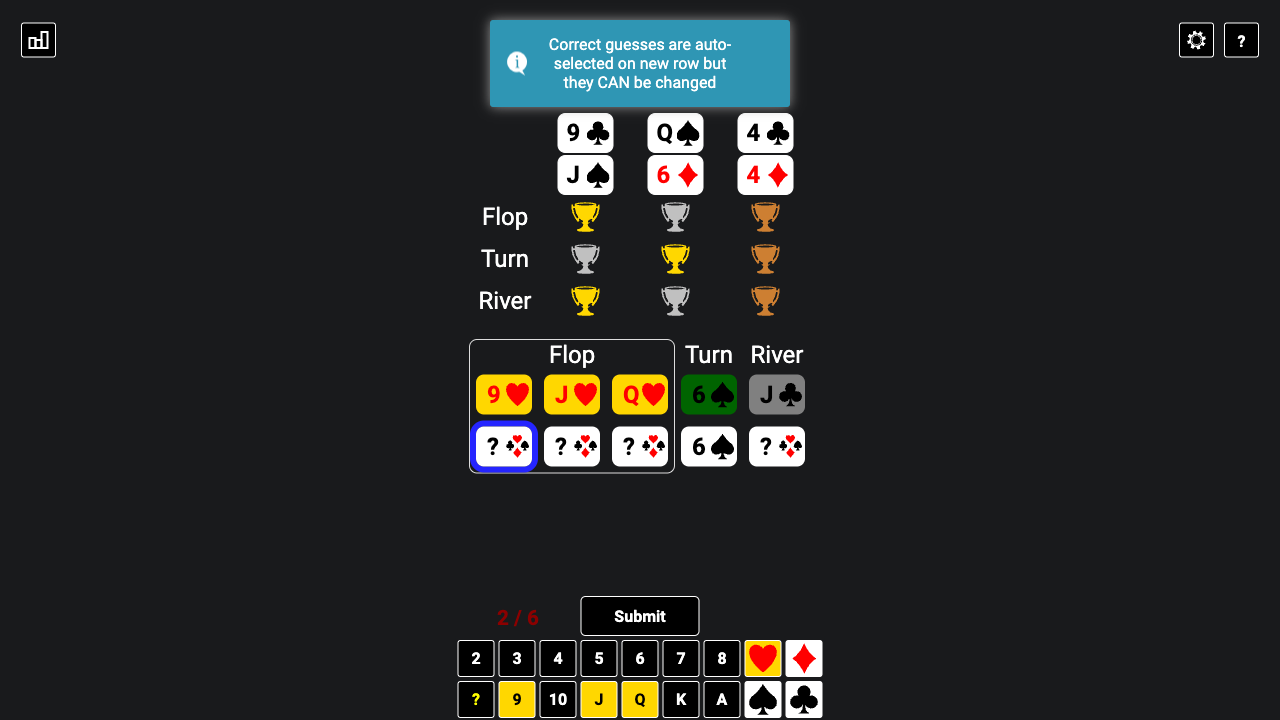 Correct guesses are auto-
selected on new row but
they CAN be changed
?
9 Q 4
J 6 4
Flop
Turn
River
Flop Turn River
9 J Q 6 J
? ? ? 6 ?
2 / 6 Submit
2 3 4 5 6 7 8
? 9 10 J Q K A